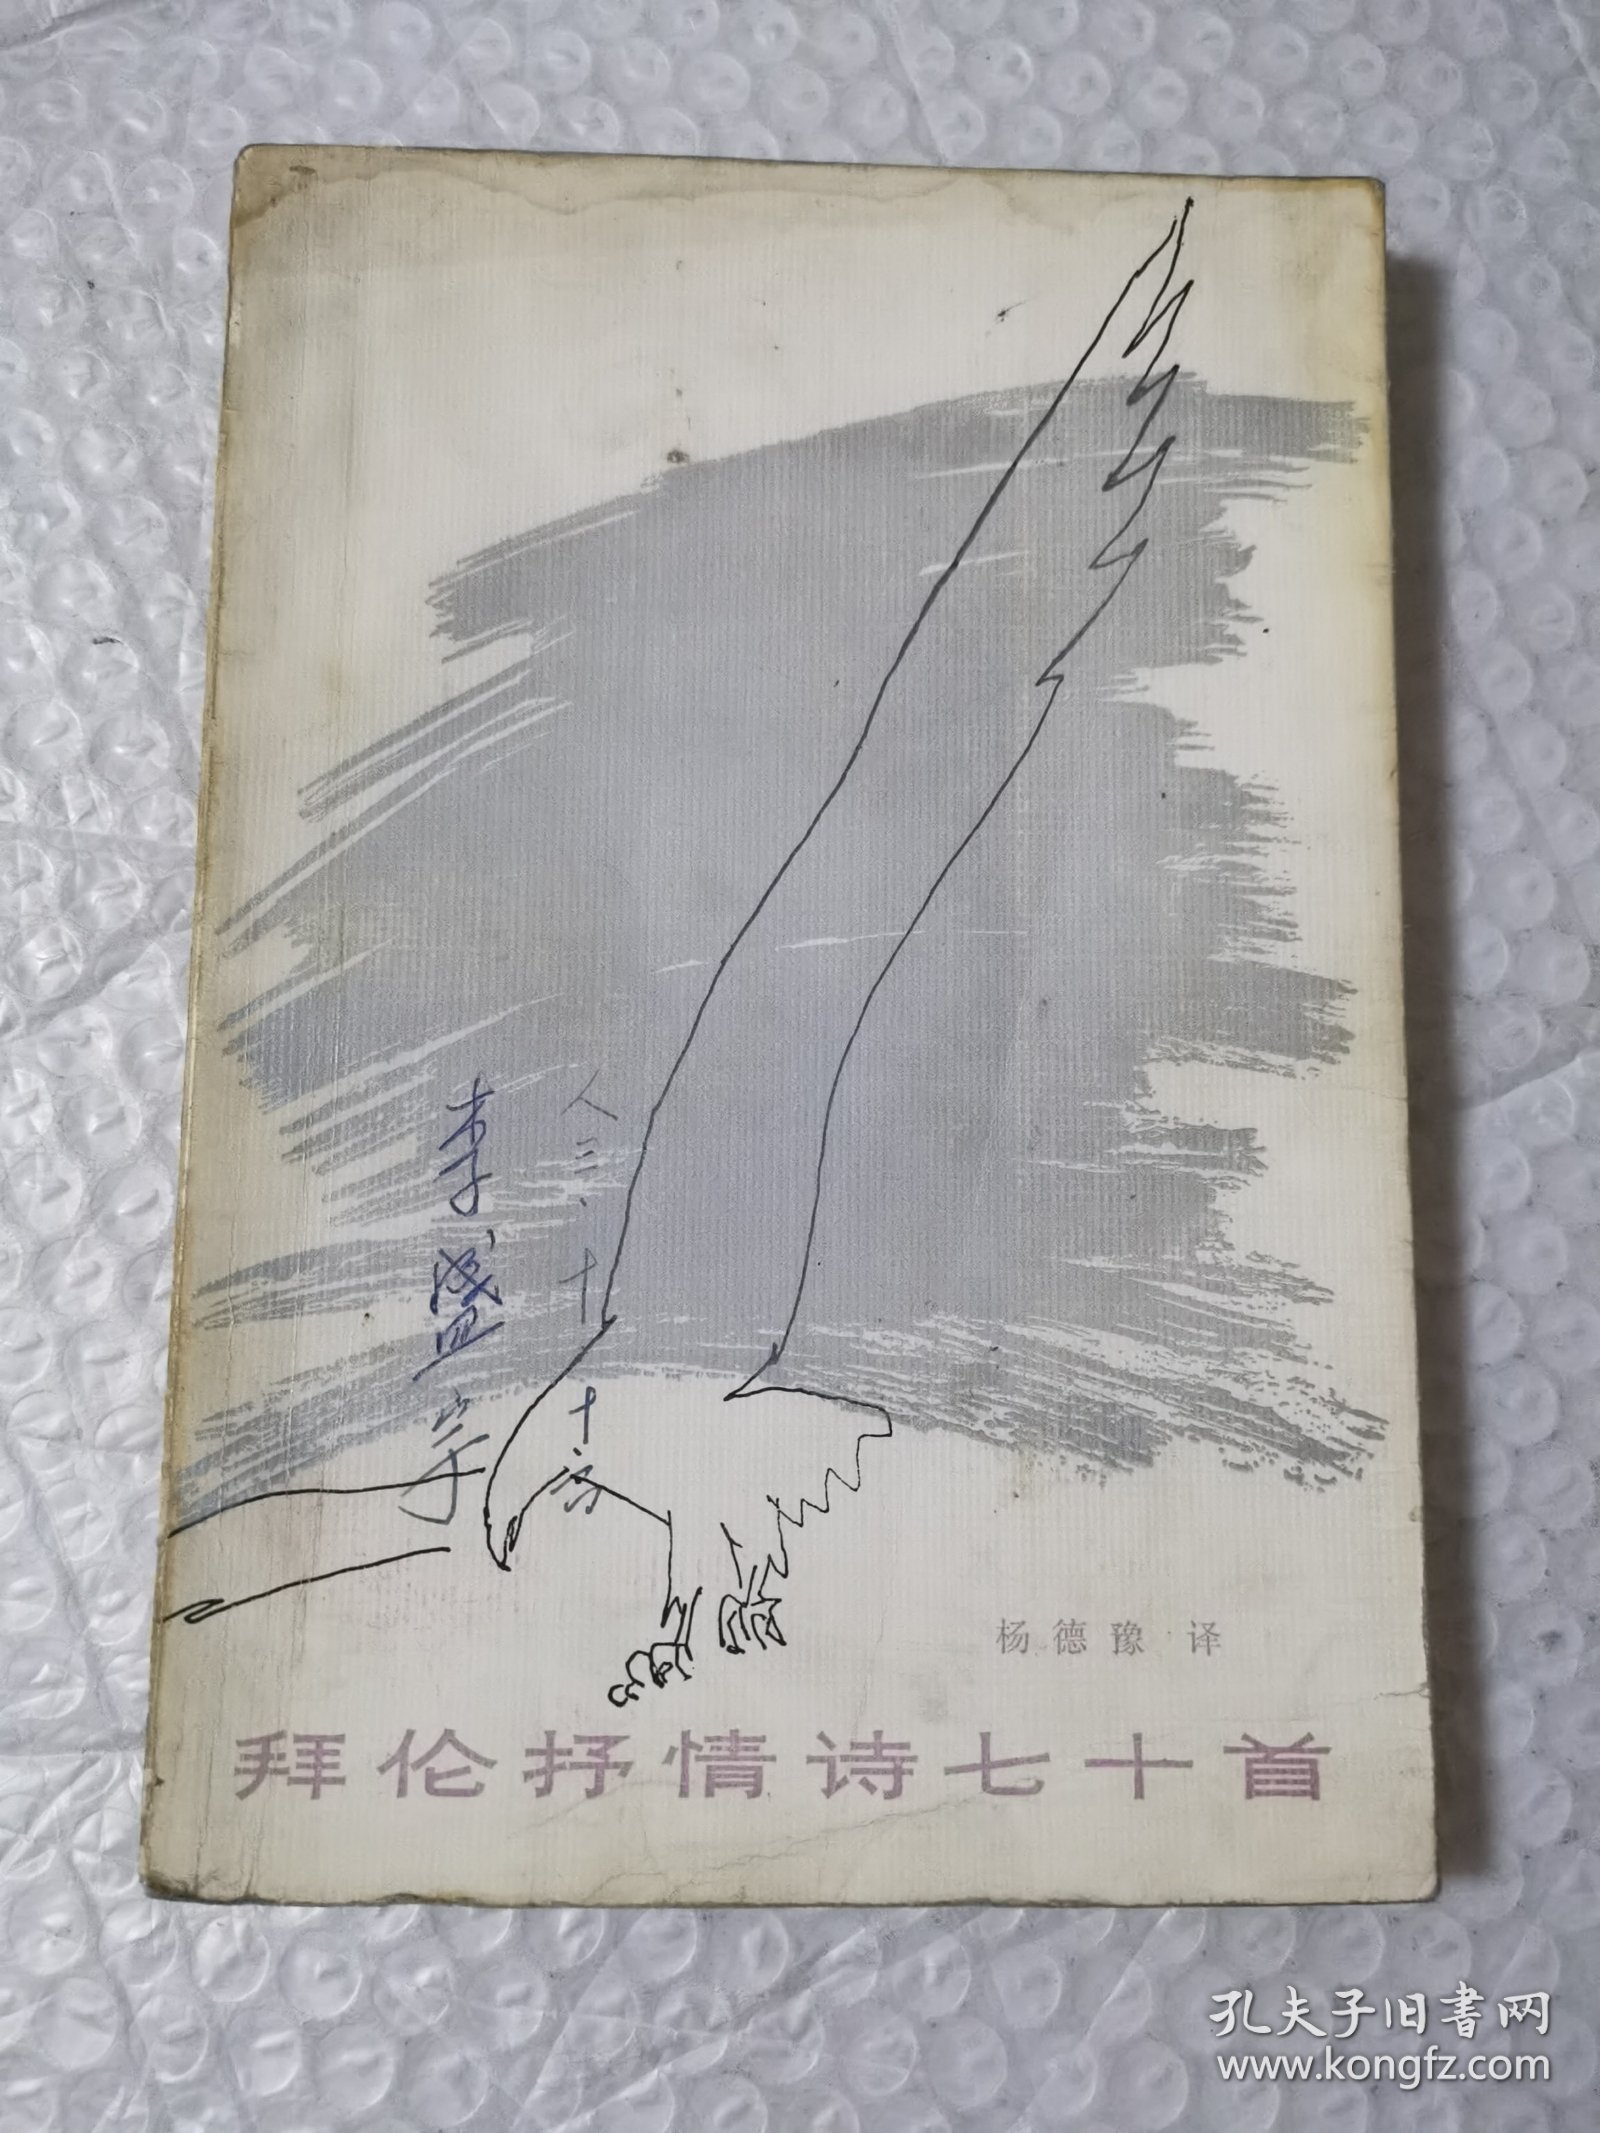 李盛宇
八三、十、十六
杨德豫 译
拜伦抒情诗七十首
孔夫子旧书网
www.kongfz.com